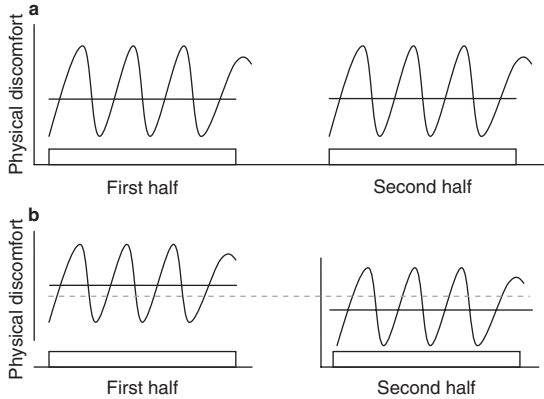 a
Physical discomfort
First half
Second half
b
Physical discomfort
First half
Second half